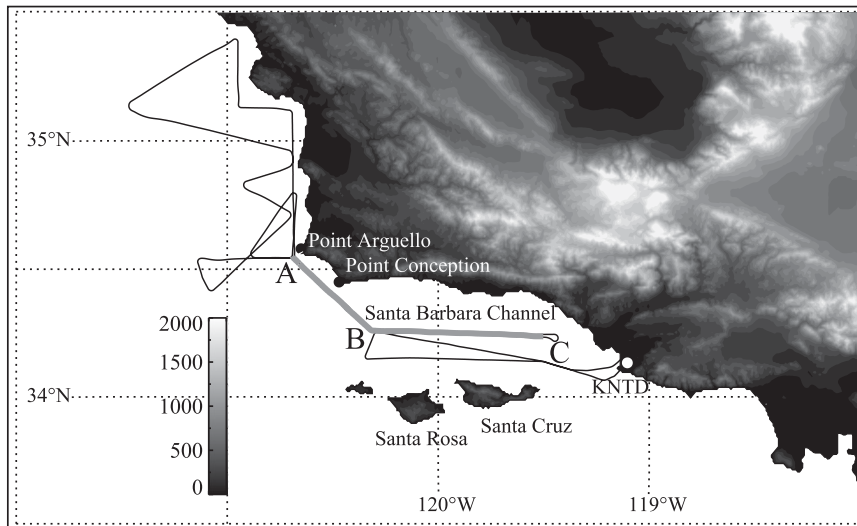 35°N
Point Arguello
A
Point Conception
Santa Barbara Channel
2000
B
C
1500
KNTD
1000
34°N
500
Santa Rosa
Santa Cruz
0
120°W
119°W